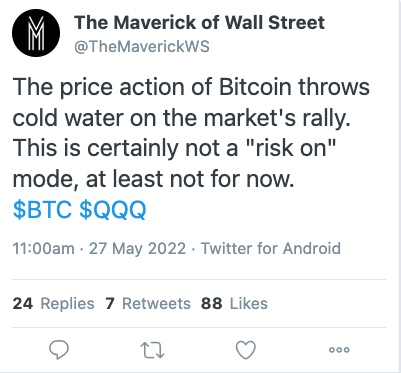 The Maverick of Wall Street
@TheMaverickWS
The price action of Bitcoin throws
cold water on the market's rally.
This is certainly not a "risk on"
mode, at least not for now.
$BTC $QQQ
11:00am · 27 May 2022 · Twitter for Android
24 Replies 7 Retweets 88 Likes